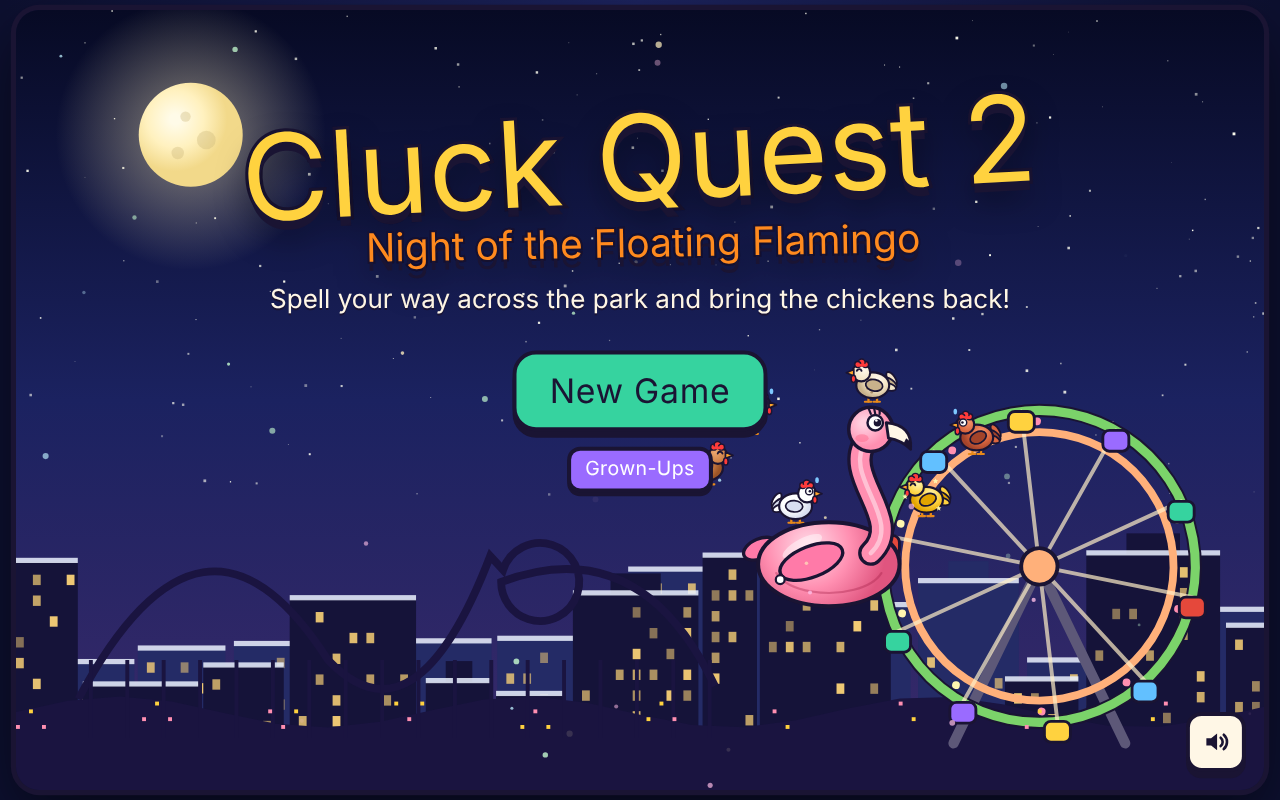 Cluck Quest 2
Night of the Floating Flamingo
Spell your way across the park and bring the chickens back!
New Game
Grown-Ups